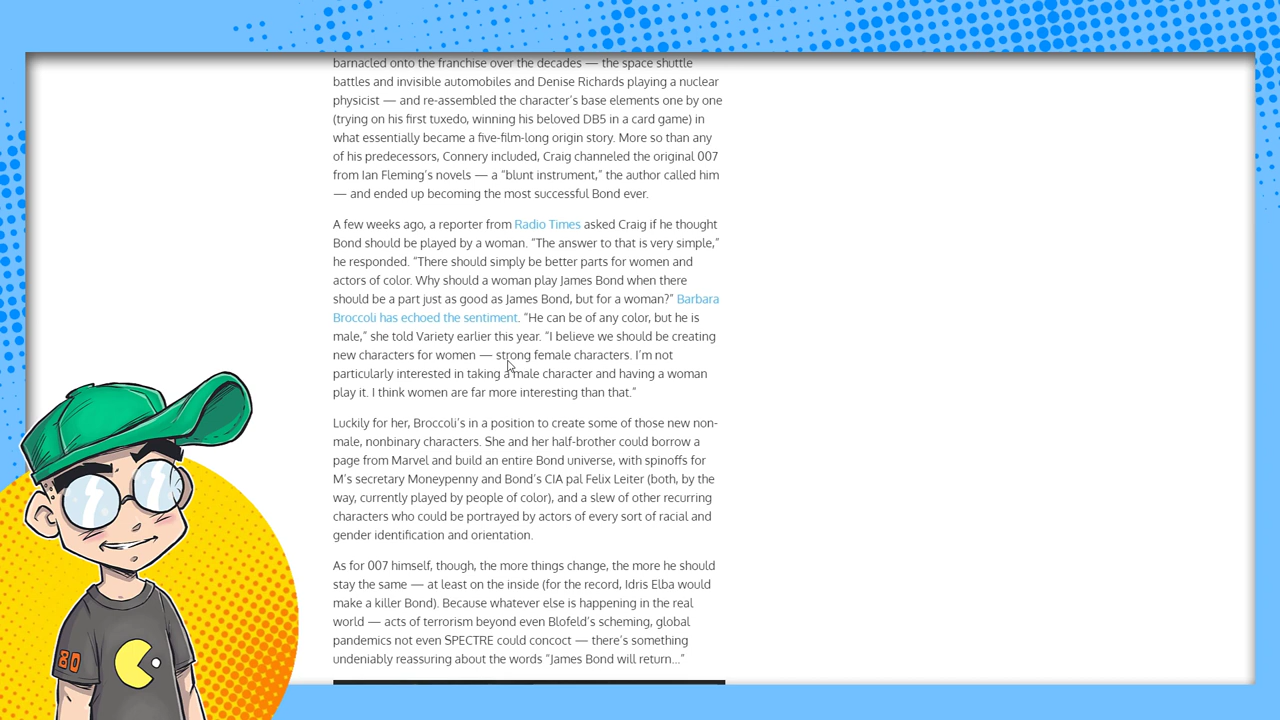 barnacled onto the franchise over the decades — the space shuttle
battles and invisible automobiles and Denise Richards playing a nuclear
physicist — and re-assembled the character's base elements one by one
(trying on his first tuxedo, winning his beloved DB5 in a card game) in
what essentially became a five-film-long origin story. More so than any
of his predecessors, Connery included, Craig channeled the original 007
from Ian Fleming's novels — a “blunt instrument,” the author called him
— and ended up becoming the most successful Bond ever.
A few weeks ago, a reporter from Radio Times asked Craig if he thought
Bond should be played by a woman. “The answer to that is very simple,”
he responded. “There should simply be better parts for women and
actors of color. Why should a woman play James Bond when there
should be a part just as good as James Bond, but for a woman?” Barbara
Broccoli has echoed the sentiment. “He can be of any color, but he is
male,” she told Variety earlier this year. “I believe we should be creating
new characters for women — strong female characters. I'm not
particularly interested in taking a male character and having a woman
play it. I think women are far more interesting than that.”
Luckily for her, Broccoli's in a position to create some of those new non-
male, nonbinary characters. She and her half-brother could borrow a
page from Marvel and build an entire Bond universe, with spinoffs for
M's secretary Moneypenny and Bond's CIA pal Felix Leiter (both, by the
way, currently played by people of color), and a slew of other recurring
characters who could be portrayed by actors of every sort of racial and
gender identification and orientation.
As for 007 himself, though, the more things change, the more he should
stay the same — at least on the inside (for the record, Idris Elba would
make a killer Bond). Because whatever else is happening in the real
world — acts of terrorism beyond even Blofeld's scheming, global
pandemics not even SPECTRE could concoct — there's something
undeniably reassuring about the words “James Bond will return…”
80